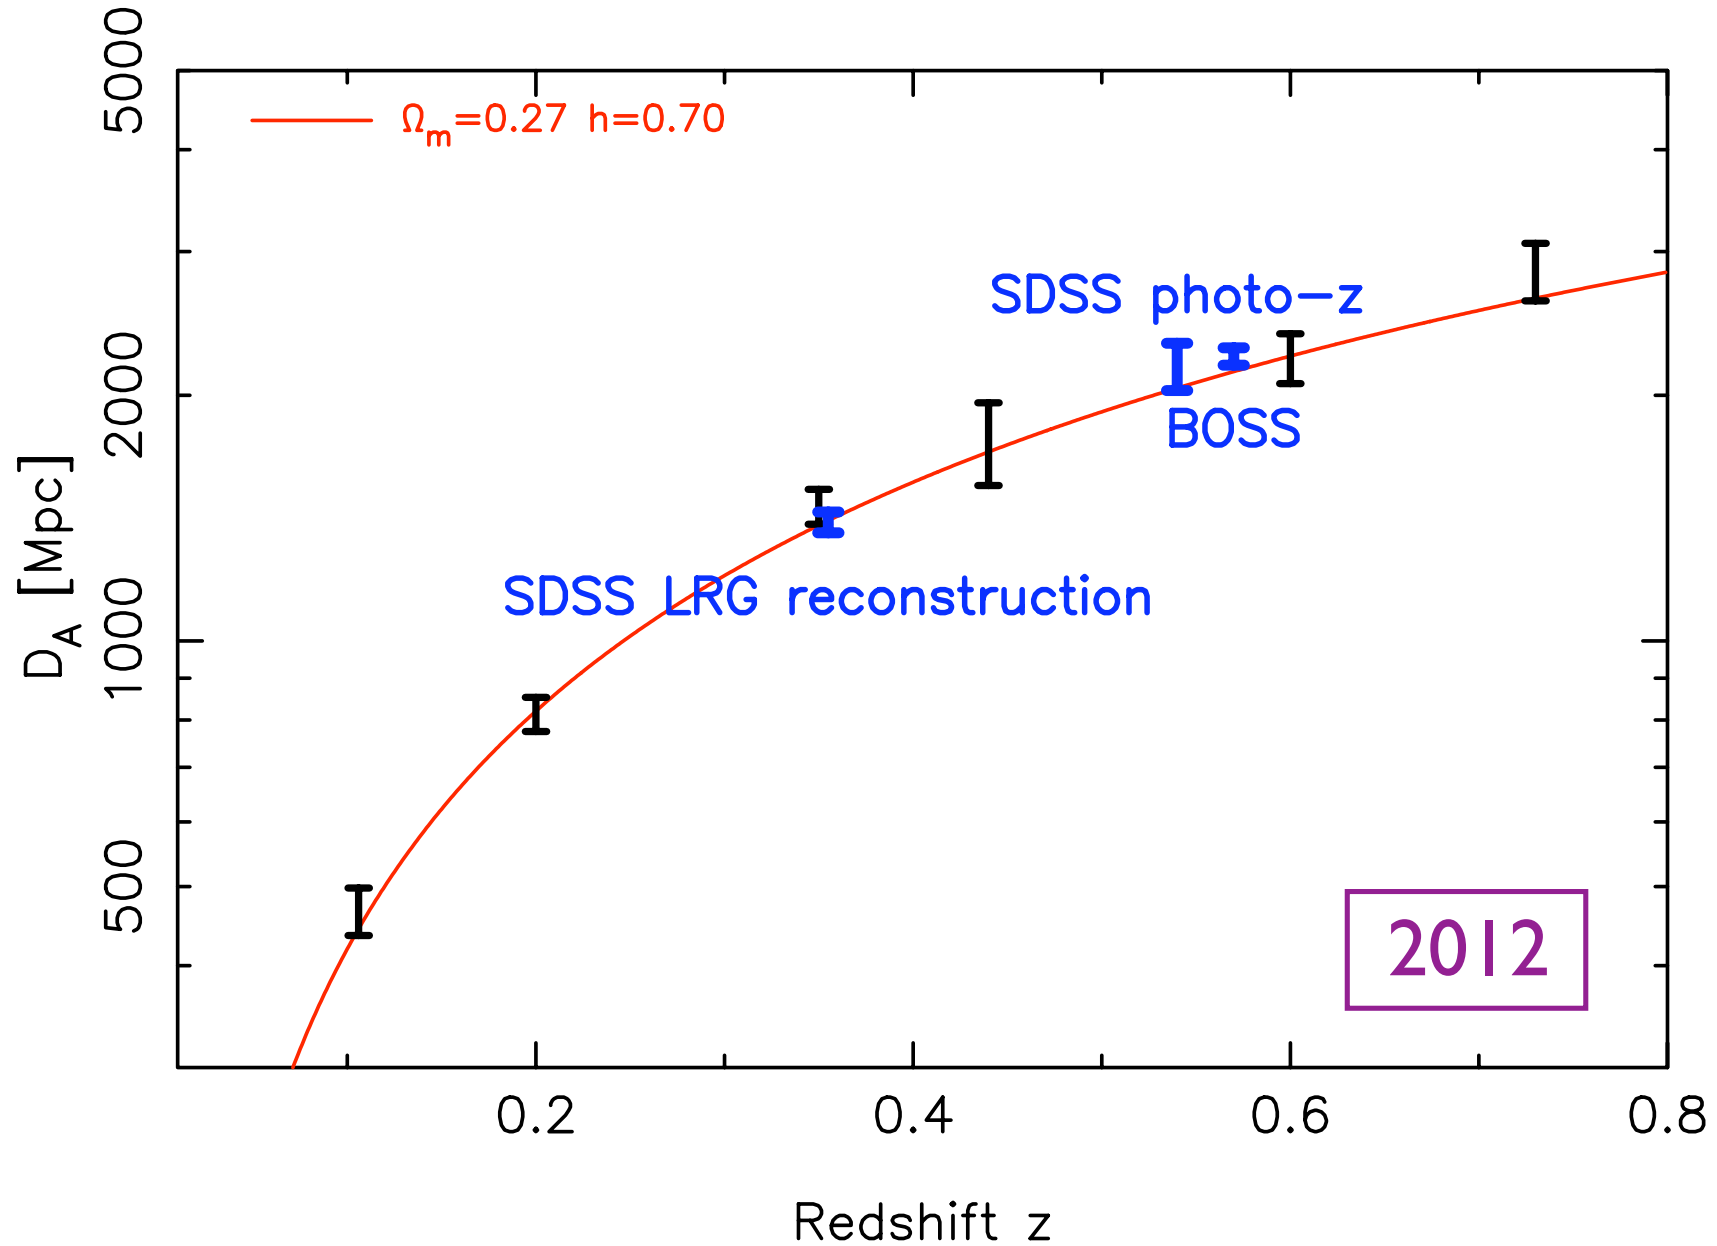 5000
Ωm=0.27 h=0.70
SDSS photo-z
2000
BOSS
D_A [Mpc]
SDSS LRG reconstruction
1000
500
2012
0.2 0.4 0.6 0.8
Redshift z